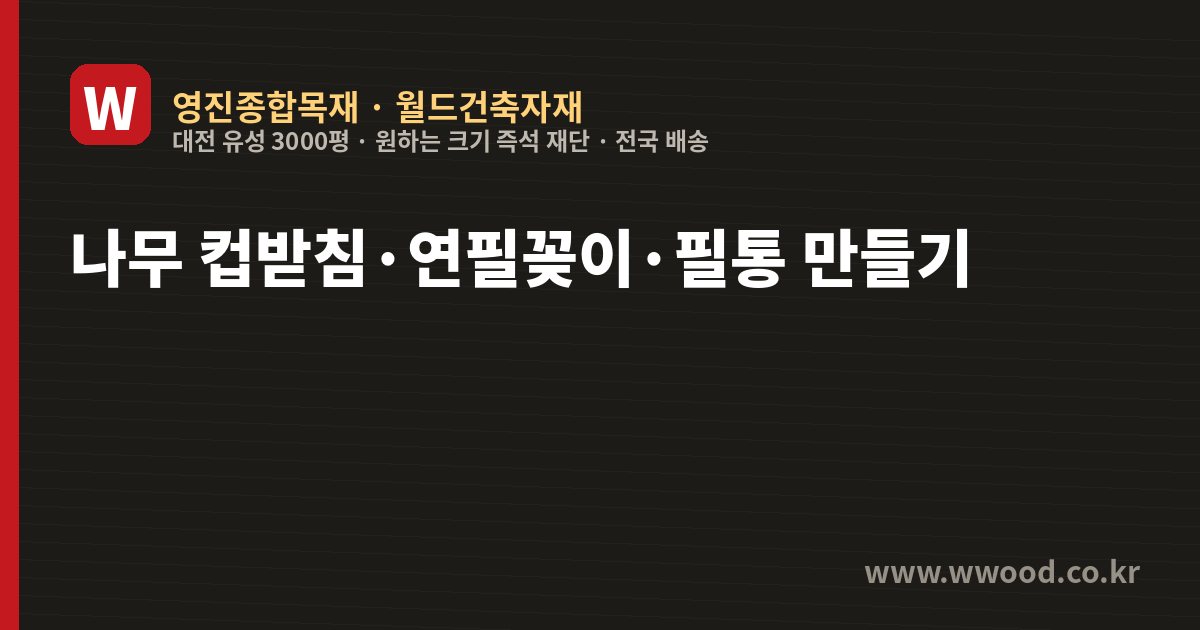 W
영진종합목재 · 월드건축자재
대전 유성 3000평 · 원하는 크기 즉석 재단 · 전국 배송
나무 컵받침·연필꽂이·필통 만들기
www.wwood.co.kr